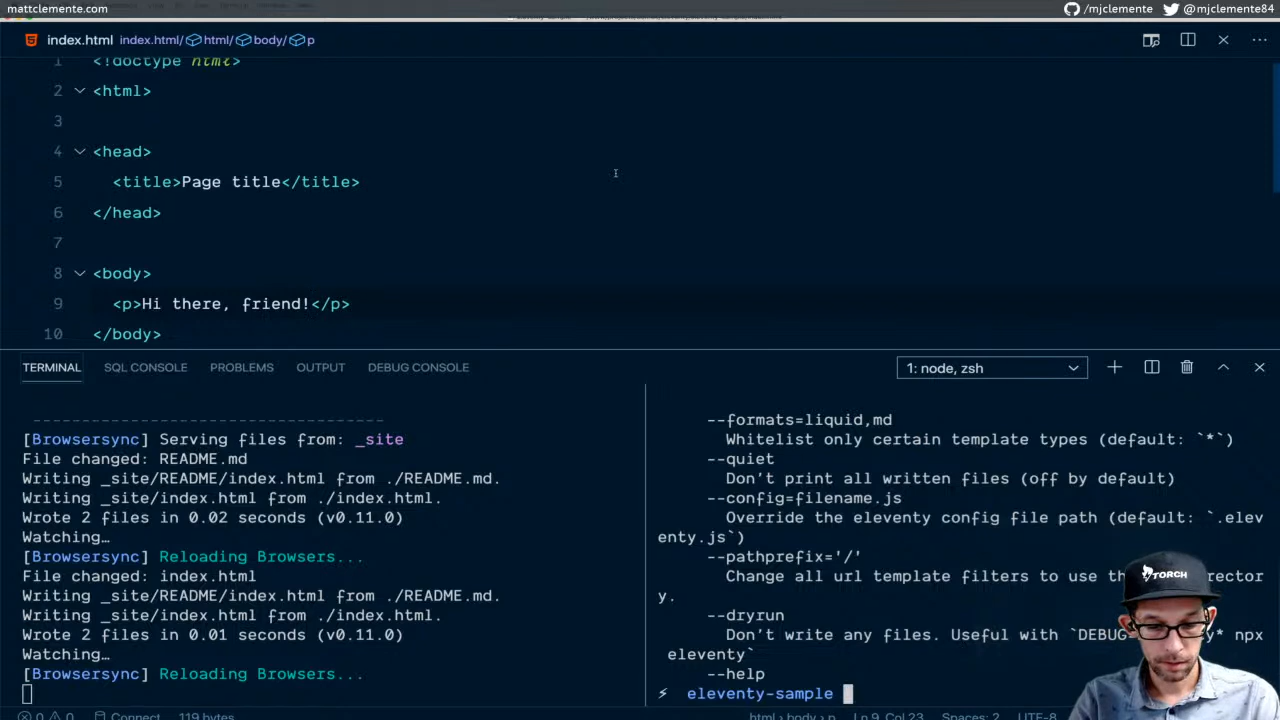 mattclemente.com
/mjclemente @mjclemente84
index.html index.html/ html/ body/ p
1 <!doctype html>
2 <html>
3
4 <head>
5 <title>Page title</title>
6 </head>
7
8 <body>
9 <p>Hi there, friend!</p>
10 </body>
TERMINAL SQL CONSOLE PROBLEMS OUTPUT DEBUG CONSOLE 1: node, zsh
------------------------------------
[Browsersync] Serving files from: _site
File changed: README.md
Writing _site/README/index.html from ./README.md.
Writing _site/index.html from ./index.html.
Wrote 2 files in 0.02 seconds (v0.11.0)
Watching…
[Browsersync] Reloading Browsers...
File changed: index.html
Writing _site/README/index.html from ./README.md.
Writing _site/index.html from ./index.html.
Wrote 2 files in 0.01 seconds (v0.11.0)
Watching…
[Browsersync] Reloading Browsers...
--formats=liquid,md
Whitelist only certain template types (default: `*`)
--quiet
Don't print all written files (off by default)
--config=filename.js
Override the eleventy config file path (default: `.elev
enty.js`)
--pathprefix='/'
Change all url template filters to use th rector
y.
--dryrun
Don't write any files. Useful with `DEBUG y* npx
eleventy`
--help
⚡ eleventy-sample
TORCH
0 0 Connect 119 bytes html › body › p Ln 9, Col 23 Spaces: 2 UTF-8